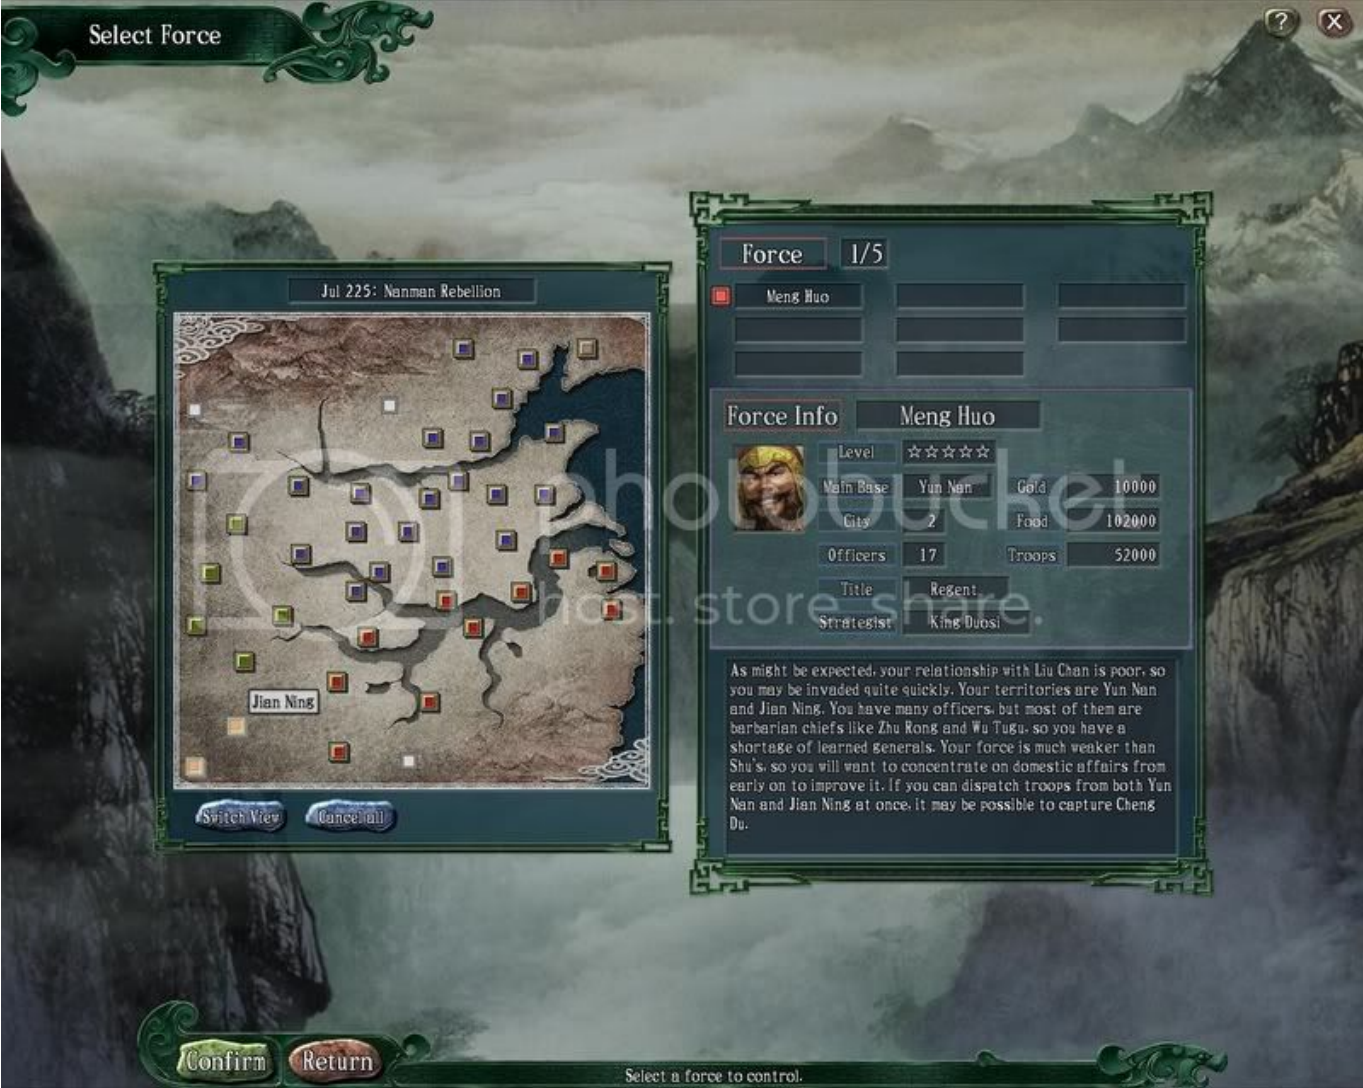 Select Force
?
X
Jul 225: Nanman Rebellion
Jian Ning
Switch View
Cancel all
Force 1/5
Meng Huo
Force Info Meng Huo
Level ☆☆☆☆☆
Main Base Yun Nan Gold 10000
City 2 Food 102000
Officers 17 Troops 52000
Title Regent
Strategist King Duosi
As might be expected, your relationship with Liu Chan is poor, so
you may be invaded quite quickly. Your territories are Yun Nan
and Jian Ning. You have many officers, but most of them are
barbarian chiefs like Zhu Rong and Wu Tugu, so you have a
shortage of learned generals. Your force is much weaker than
Shu's, so you will want to concentrate on domestic affairs from
early on to improve it. If you can dispatch troops from both Yun
Nan and Jian Ning at once, it may be possible to capture Cheng
Du.
photobucket
host. store. share.
Confirm
Return
Select a force to control.